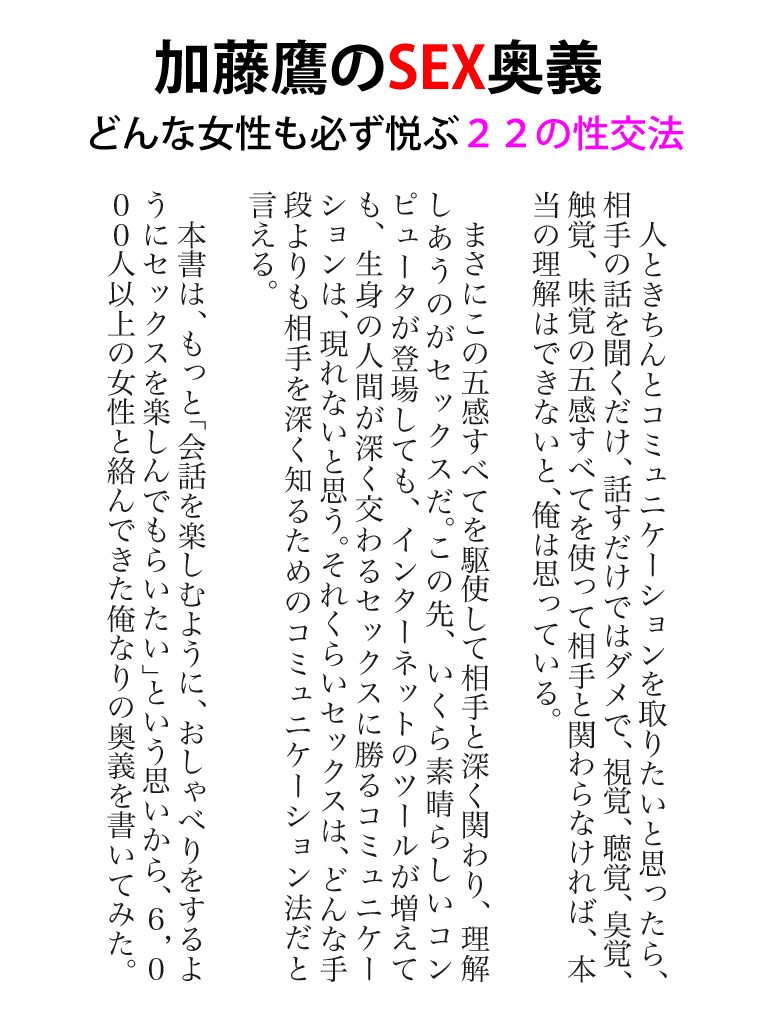 加藤鷹のSEX奥義
どんな女性も必ず悦ぶ２２の性交法
人ときちんとコミュニケーションを取りたいと思ったら、
相手の話を聞くだけ、話すだけではダメで、視覚、聴覚、臭覚、
触覚、味覚の五感すべてを使って相手と関わらなければ、本
当の理解はできないと、俺は思っている。
まさにこの五感すべてを駆使して相手と深く関わり、理解
しあうのがセックスだ。この先、いくら素晴らしいコン
ピュータが登場しても、インターネットのツールが増えて
も、生身の人間が深く交わるセックスに勝るコミュニケー
ションは、現れないと思う。それくらいセックスは、どんな手
段よりも相手を深く知るためのコミュニケーション法だと
言える。
本書は、もっと「会話を楽しむように、おしゃべりをするよ
うにセックスを楽しんでもらいたい」という思いから、６，０
００人以上の女性と絡んできた俺なりの奥義を書いてみた。